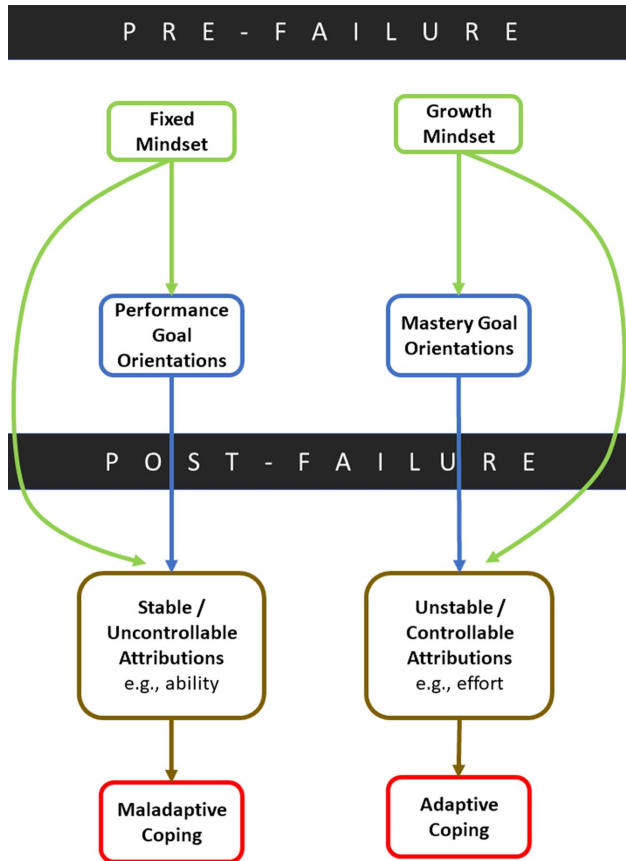 PRE-FAILURE
Fixed
Mindset
Growth
Mindset
Performance
Goal
Orientations
Mastery Goal
Orientations
POST-FAILURE
Stable /
Uncontrollable
Attributions
e.g., ability
Unstable /
Controllable
Attributions
e.g., effort
Maladaptive
Coping
Adaptive
Coping